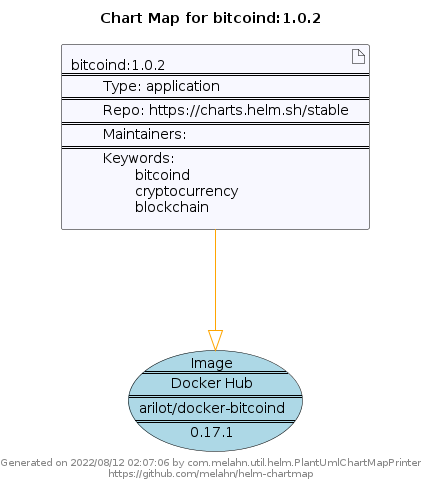 Chart Map for bitcoind:1.0.2
bitcoind:1.0.2
Type: application
Repo: https://charts.helm.sh/stable
Maintainers:
Keywords:
bitcoind
cryptocurrency
blockchain
Image
Docker Hub
arilot/docker-bitcoind
0.17.1
Generated on 2022/08/12 02:07:06 by com.melahn.util.helm.PlantUmlChartMapPrinter
https://github.com/melahn/helm-chartmap